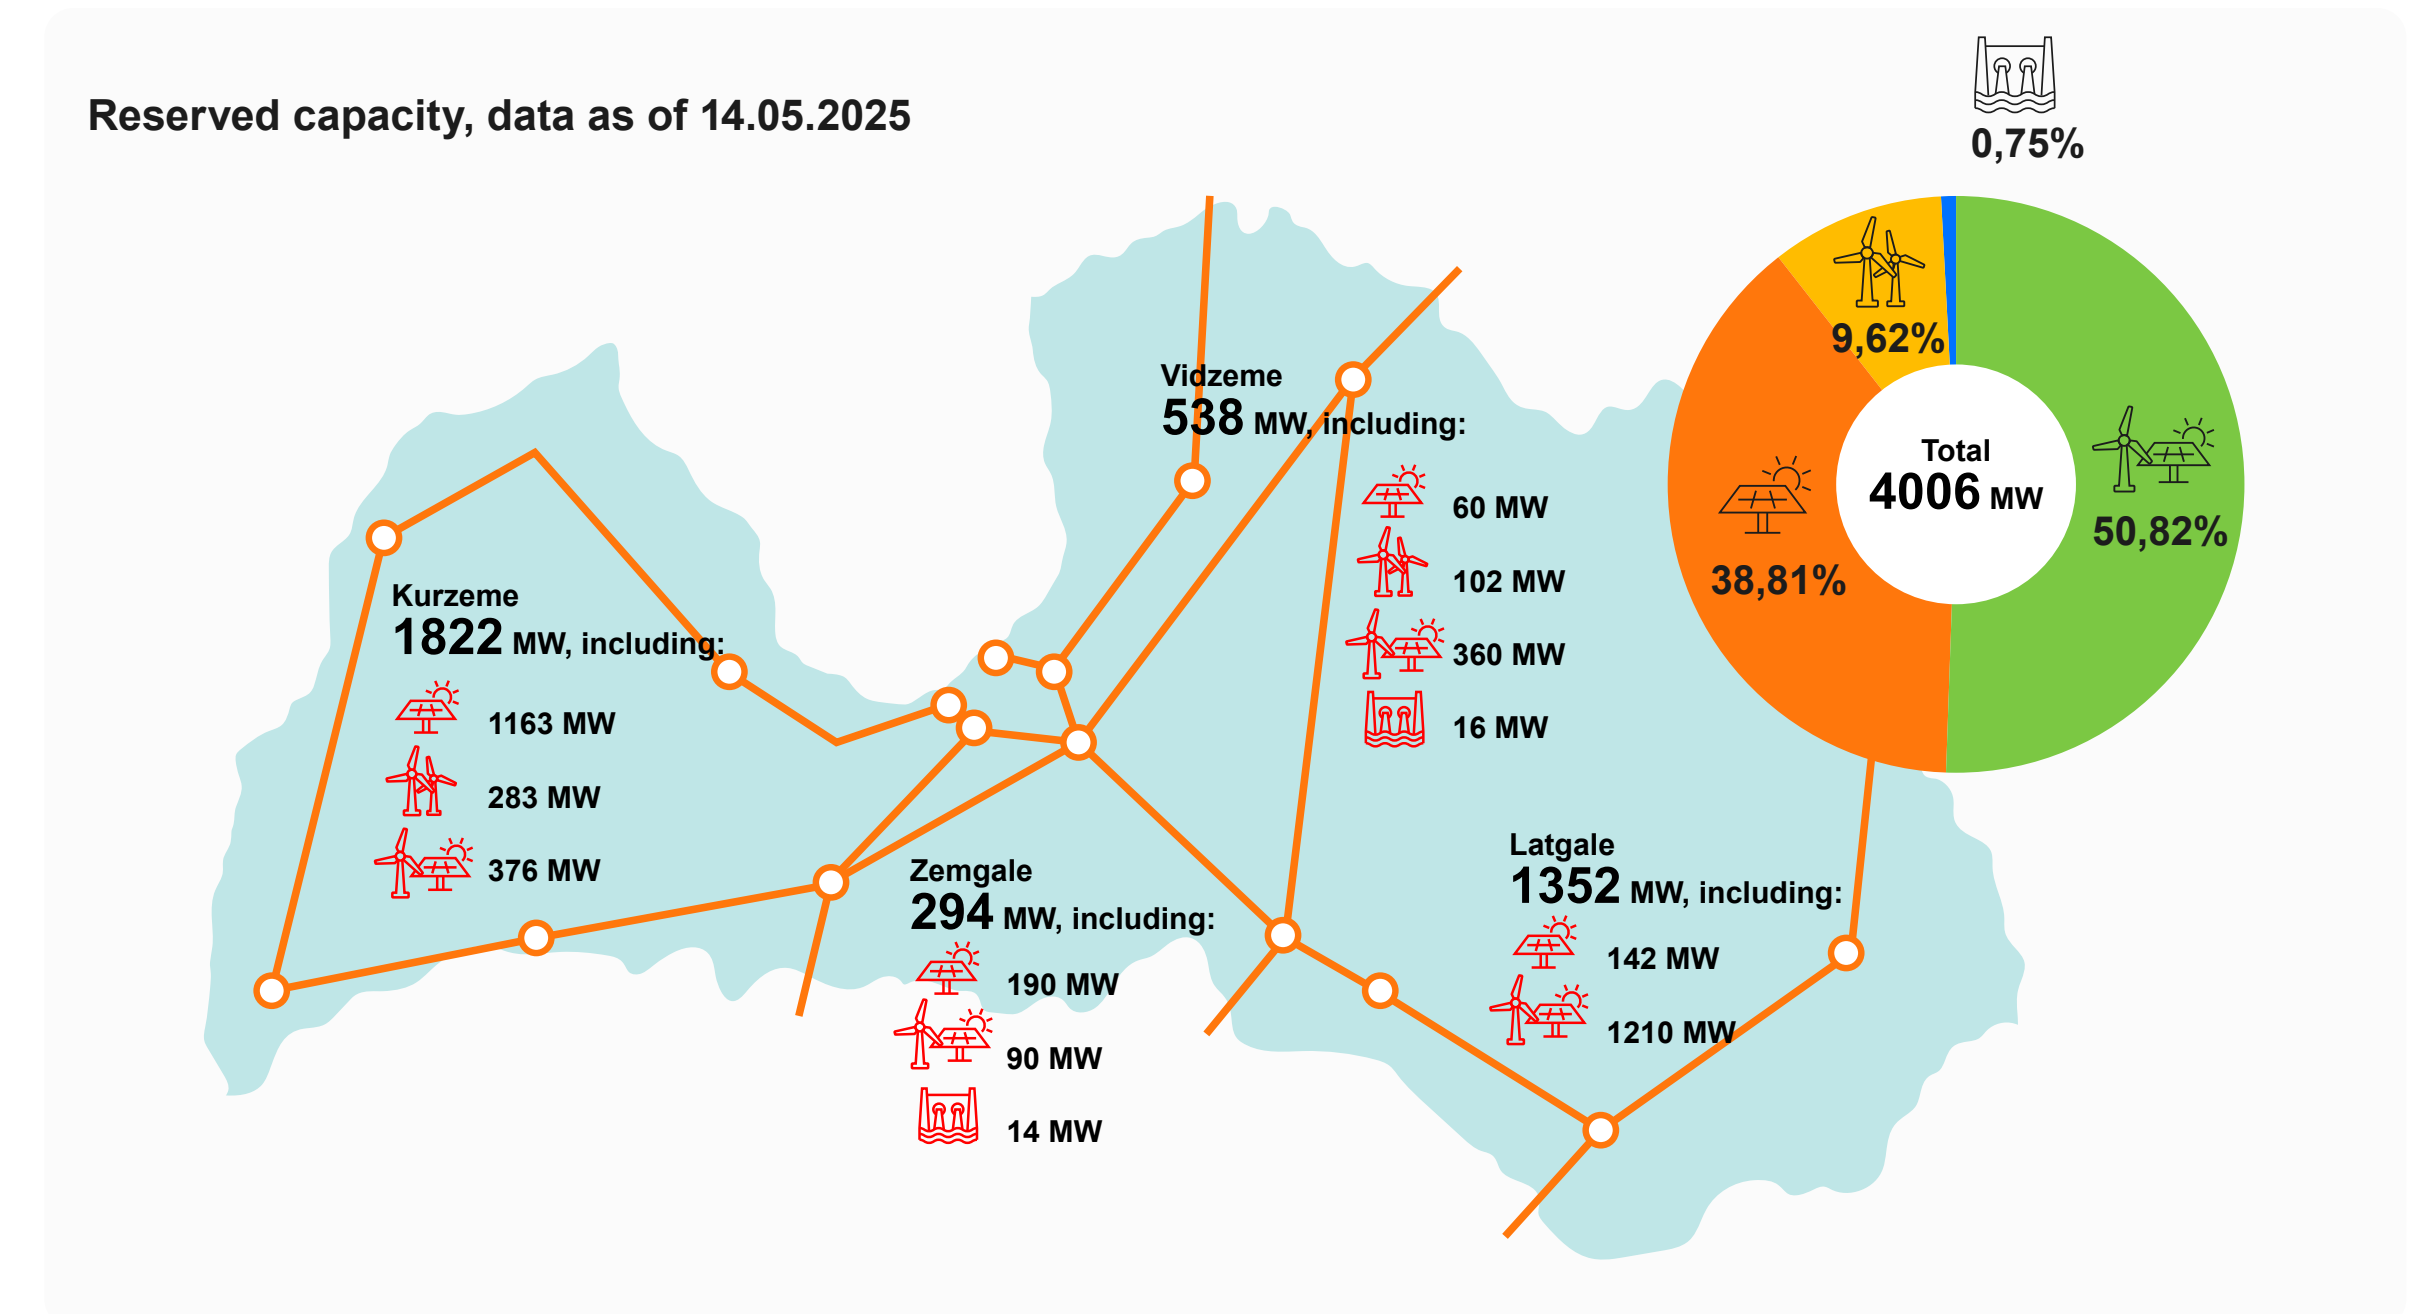 Reserved capacity, data as of 14.05.2025
0,75%
9,62%
Total
4006 MW
50,82%
38,81%
Vidzeme
538 MW, including:
60 MW
102 MW
360 MW
16 MW
Kurzeme
1822 MW, including:
1163 MW
283 MW
376 MW
Zemgale
294 MW, including:
190 MW
90 MW
14 MW
Latgale
1352 MW, including:
142 MW
1210 MW